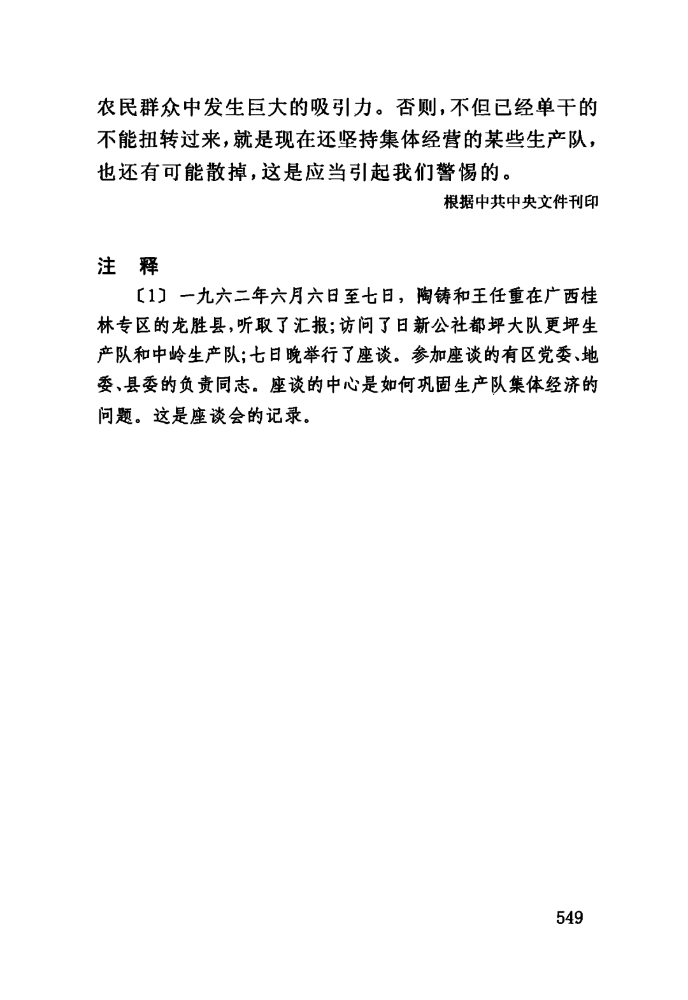 农民群众中发生巨大的吸引力。否则,不但已经单干的
不能扭转过来,就是现在还坚持集体经营的某些生产队,
也还有可能散掉,这是应当引起我们警惕的。
根据中共中央文件刊印
注 释
〔1〕 一九六二年六月六日至七日，陶铸和王任重在广西桂
林专区的龙胜县,听取了汇报;访问了日新公社都坪大队更坪生
产队和中岭生产队;七日晚举行了座谈。参加座谈的有区党委、地
委、县委的负责同志。座谈的中心是如何巩固生产队集体经济的
问题。这是座谈会的记录。
549